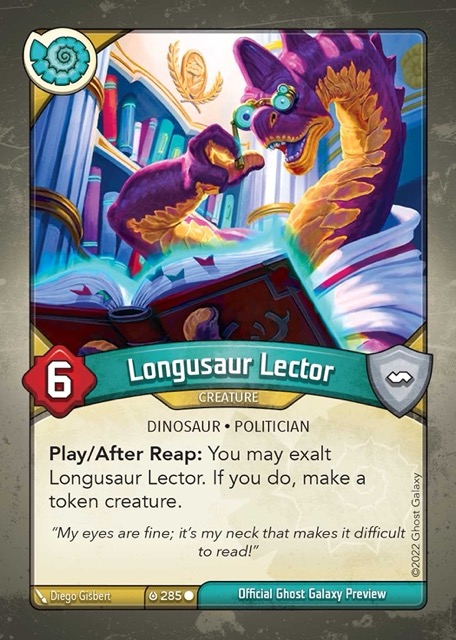 6
Longusaur Lector
CREATURE
DINOSAUR • POLITICIAN
Play/After Reap: You may exalt
Longusaur Lector. If you do, make a
token creature.
“My eyes are fine; it’s my neck that makes it difficult
to read!”
©2022 Ghost Galaxy
Diego Gisbert
285
Official Ghost Galaxy Preview